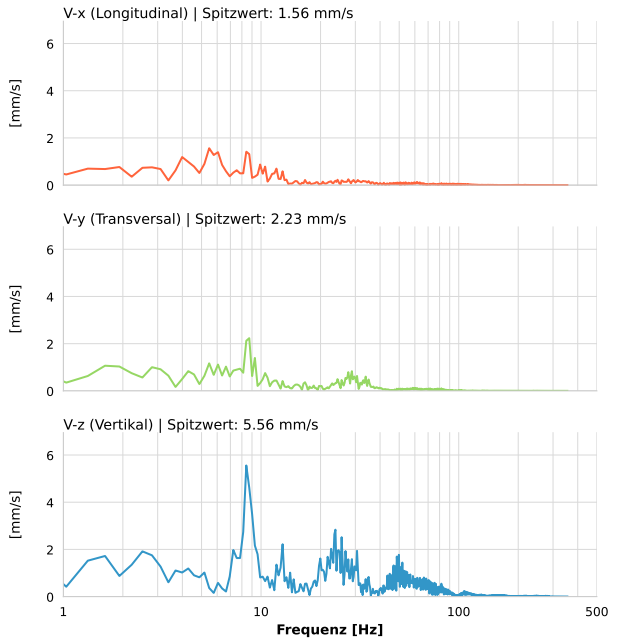 V-x (Longitudinal) | Spitzwert: 1.56 mm/s
6
4
2
0
[mm/s]
V-y (Transversal) | Spitzwert: 2.23 mm/s
6
4
2
0
[mm/s]
V-z (Vertikal) | Spitzwert: 5.56 mm/s
6
4
2
0
[mm/s]
1 10 100 500
Frequenz [Hz]